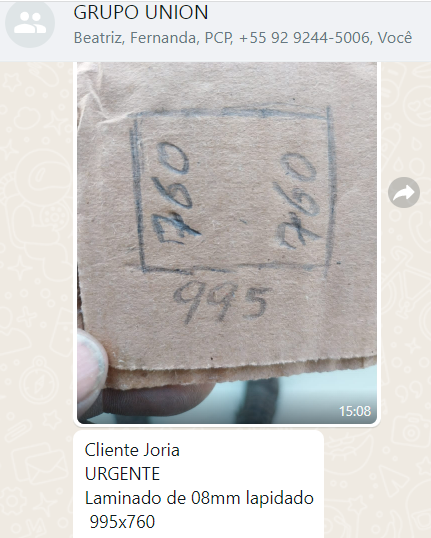 GRUPO UNION
Beatriz, Fernanda, PCP, +55 92 9244-5006, Você
760
760
995
15:08
Cliente Joria
URGENTE
Laminado de 08mm lapidado
995x760